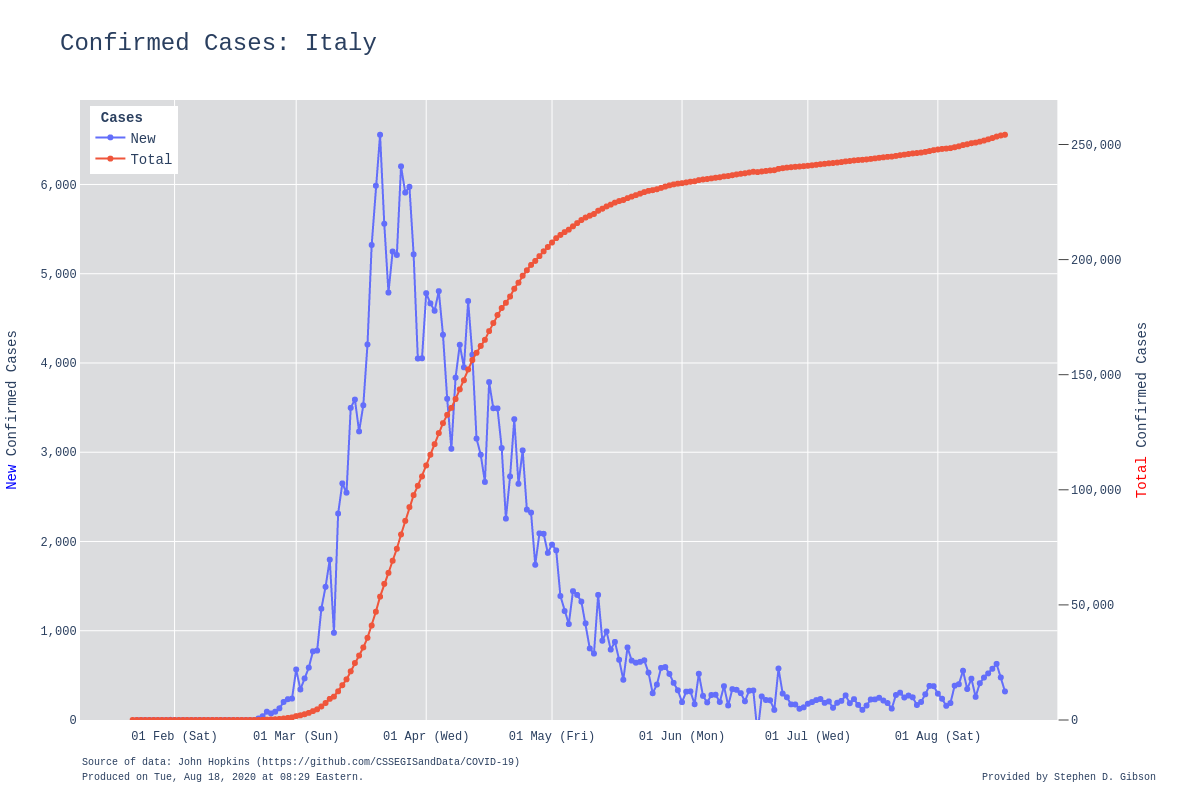 Confirmed Cases: Italy
Cases
New
Total
6,000
5,000
4,000
3,000
2,000
1,000
0
New Confirmed Cases
250,000
200,000
150,000
100,000
50,000
0
Total Confirmed Cases
01 Feb (Sat)
01 Mar (Sun)
01 Apr (Wed)
01 May (Fri)
01 Jun (Mon)
01 Jul (Wed)
01 Aug (Sat)
Source of data: John Hopkins (https://github.com/CSSEGISandData/COVID-19)
Produced on Tue, Aug 18, 2020 at 08:29 Eastern.
Provided by Stephen D. Gibson